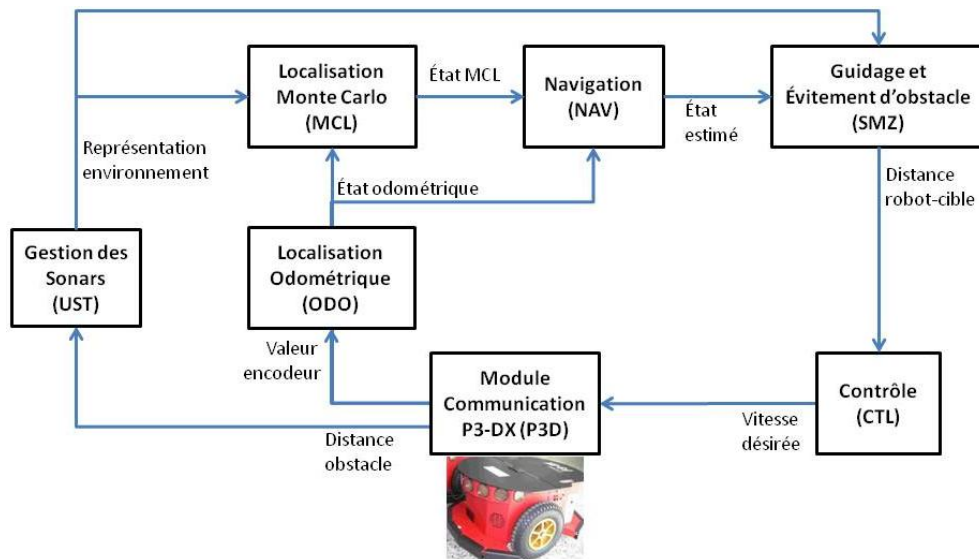 Localisation
Monte Carlo
(MCL)
État MCL
Navigation
(NAV)
État
estimé
Guidage et
Évitement d'obstacle
(SMZ)
Représentation
environnement
État odométrique
Distance
robot-cible
Gestion des
Sonars
(UST)
Localisation
Odométrique
(ODO)
Valeur
encodeur
Module
Communication
P3-DX (P3D)
Contrôle
(CTL)
Vitesse
désirée
Distance
obstacle